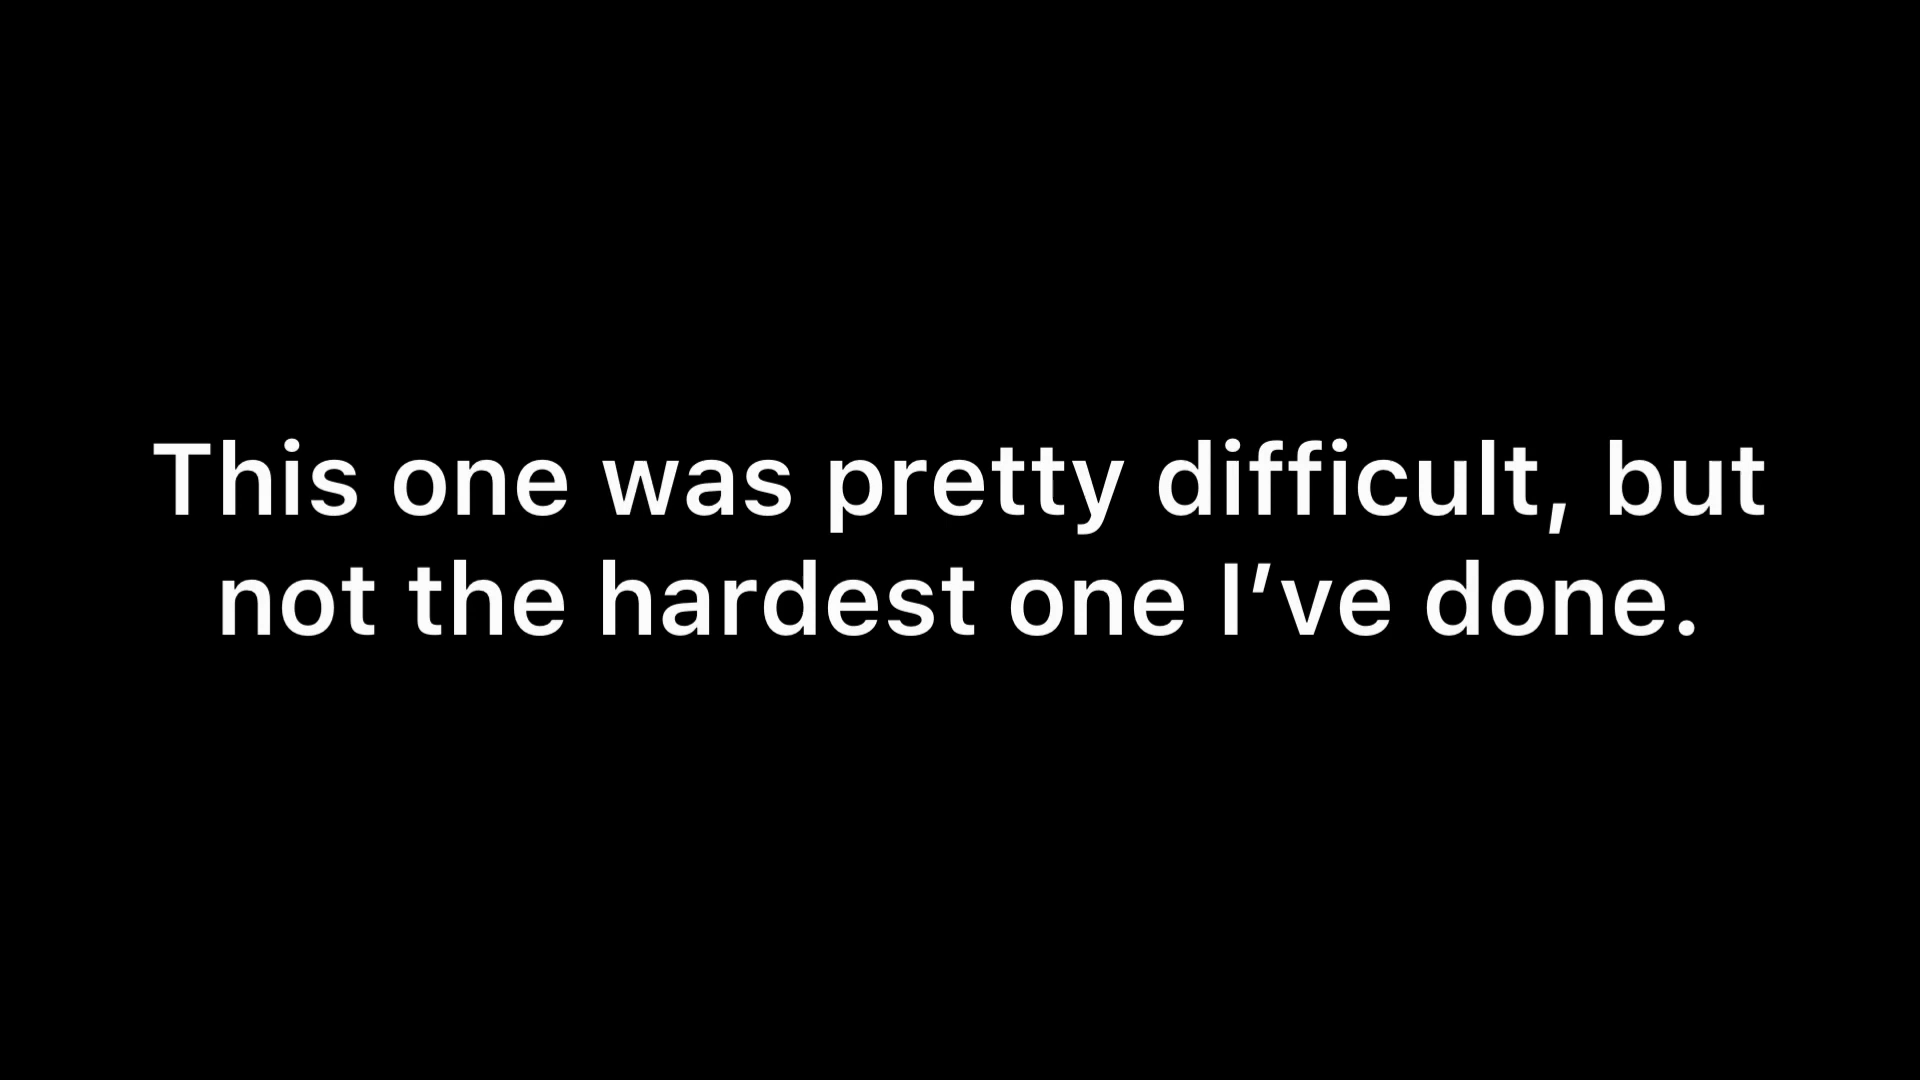 This one was pretty difficult, but
not the hardest one I’ve done.